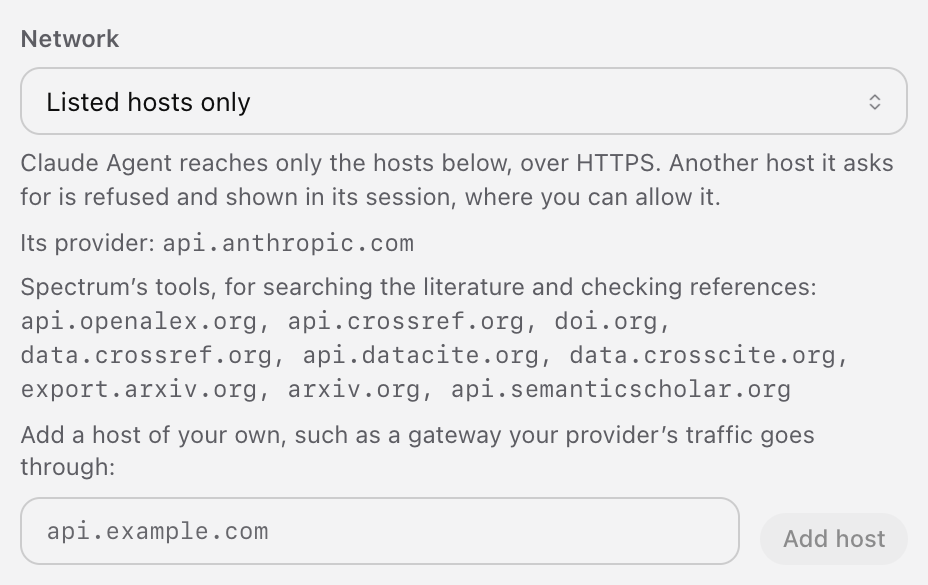 Network
Listed hosts only
Claude Agent reaches only the hosts below, over HTTPS. Another host it asks
for is refused and shown in its session, where you can allow it.
Its provider: api.anthropic.com
Spectrum’s tools, for searching the literature and checking references:
api.openalex.org, api.crossref.org, doi.org,
data.crossref.org, api.datacite.org, data.crosscite.org,
export.arxiv.org, arxiv.org, api.semanticscholar.org
Add a host of your own, such as a gateway your provider’s traffic goes
through:
api.example.com
Add host